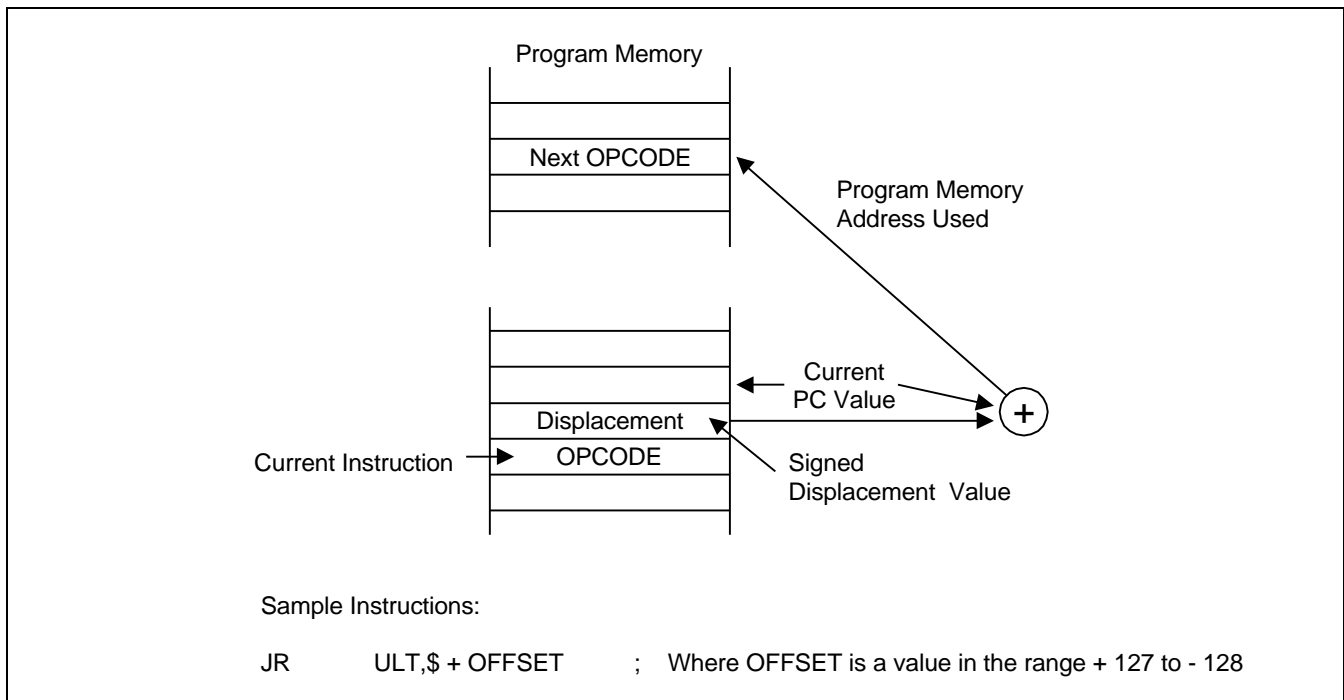 Program Memory
Next OPCODE
Program Memory
Address Used
Current
PC Value
+
Displacement
Current Instruction
OPCODE
Signed
Displacement Value
Sample Instructions:
JR ULT,$ + OFFSET ; Where OFFSET is a value in the range + 127 to - 128